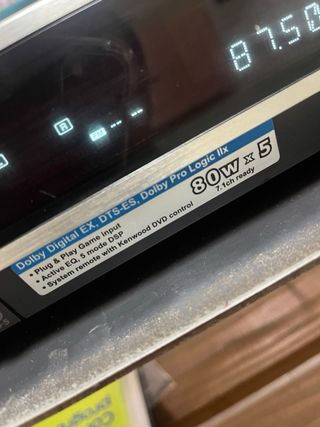 87.50
R
Dolby Digital EX, DTS-ES, Dolby Pro Logic IIx
• Plug & Play Game input
• Active EQ, 5 mode DSP
• System remote with Kenwood DVD control
80W x 5
7.1ch ready